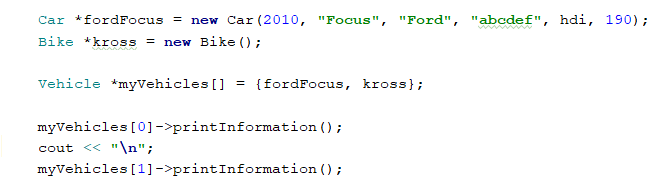 Car *fordFocus = new Car(2010, "Focus", "Ford", "abcdef", hdi, 190);
Bike *kross = new Bike();
Vehicle *myVehicles[] = {fordFocus, kross};
myVehicles[0]->printInformation();
cout << "\n";
myVehicles[1]->printInformation();